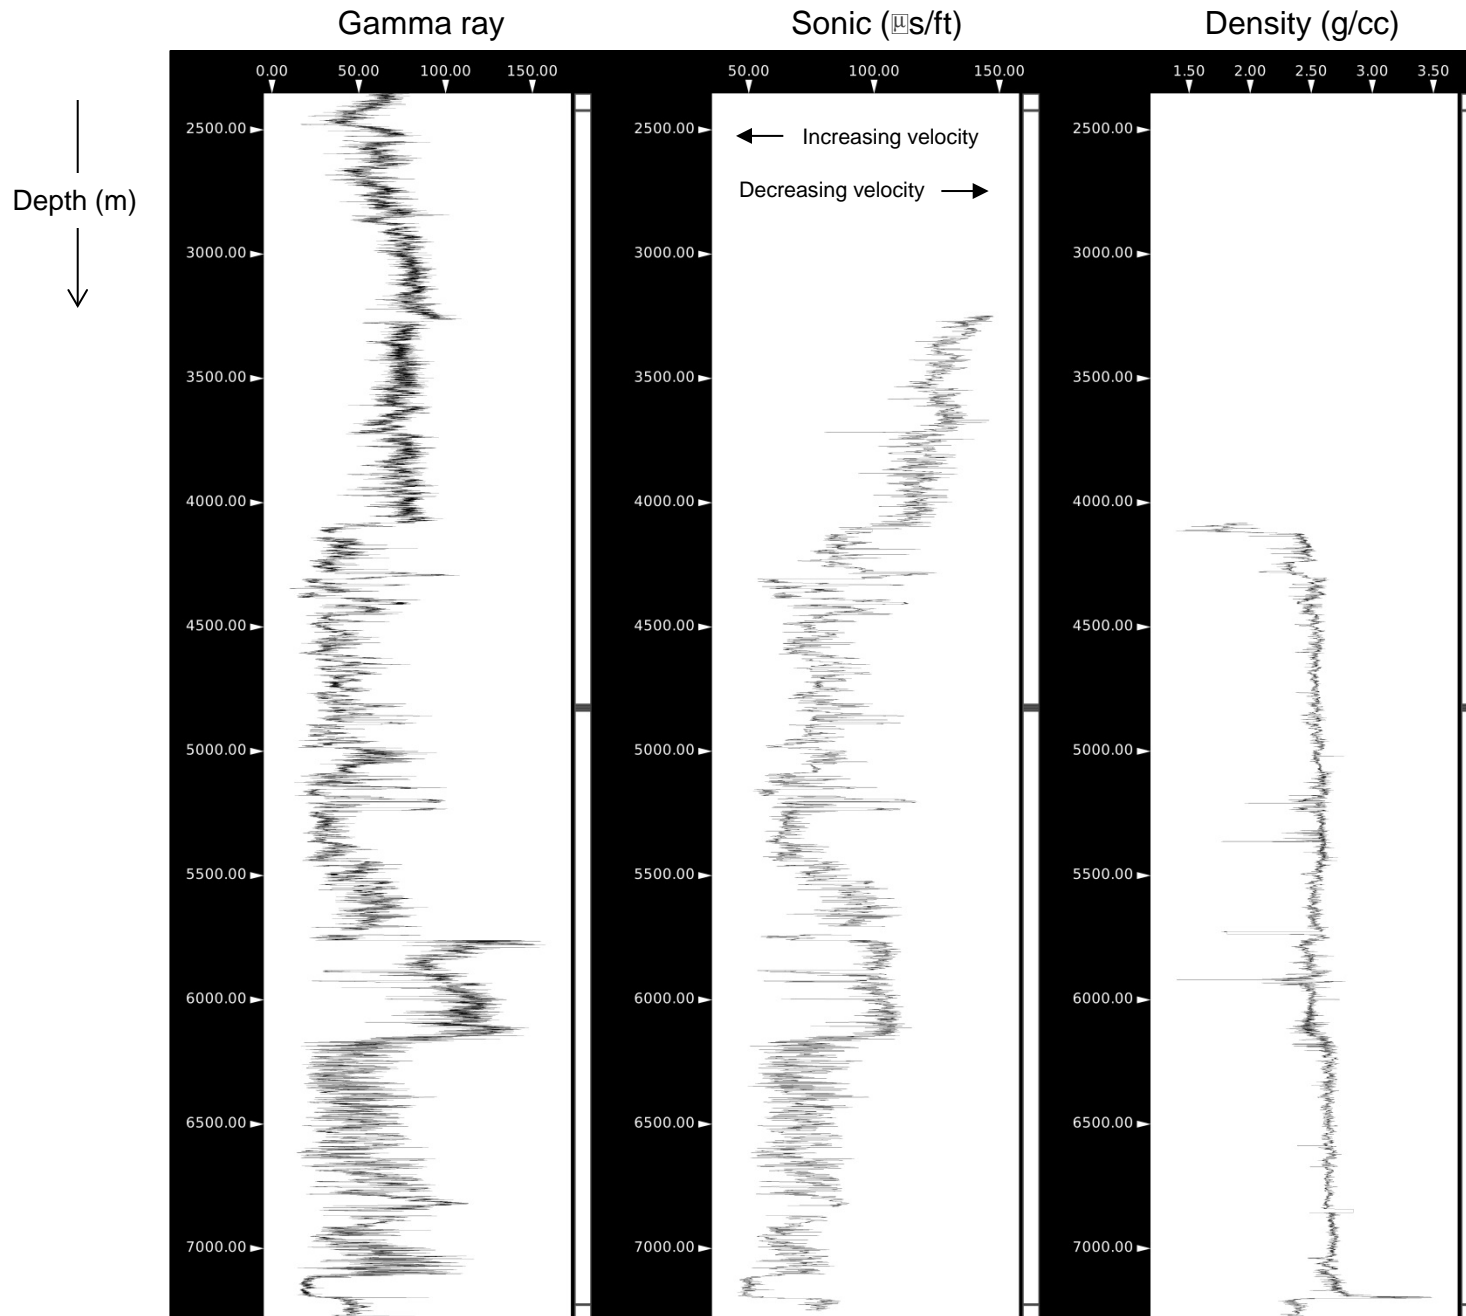 Gamma ray Sonic (μs/ft) Density (g/cc)
0.00 50.00 100.00 150.00 50.00 100.00 150.00 1.50 2.00 2.50 3.00 3.50
2500.00 2500.00 2500.00
Increasing velocity
Decreasing velocity
Depth (m)
3000.00 3000.00 3000.00
3500.00 3500.00 3500.00
4000.00 4000.00 4000.00
4500.00 4500.00 4500.00
5000.00 5000.00 5000.00
5500.00 5500.00 5500.00
6000.00 6000.00 6000.00
6500.00 6500.00 6500.00
7000.00 7000.00 7000.00